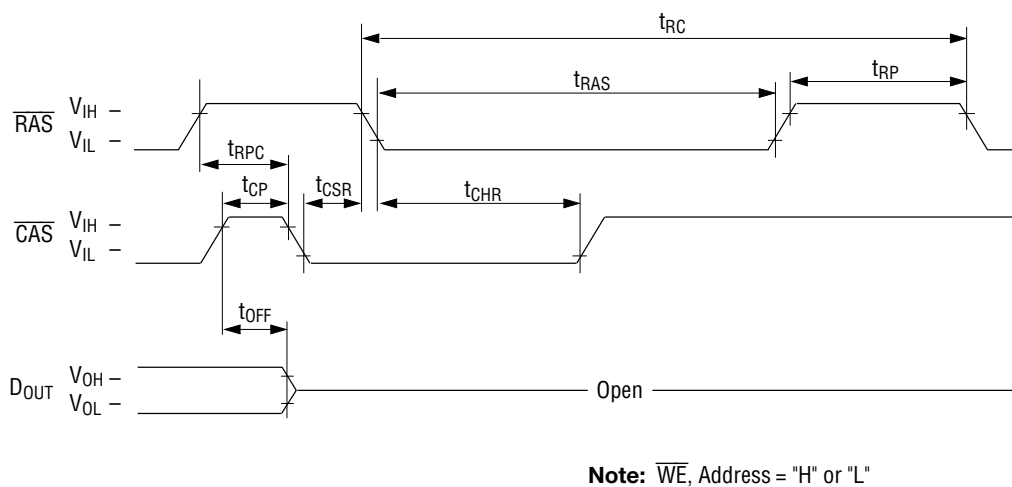 tRC
tRAS
tRP
RAS
VIH
VIL
tRPC
tCP
tCSR
tCHR
CAS
VIH
VIL
tOFF
DOUT
VOH
VOL
Open
Note: WE, Address = "H" or "L"